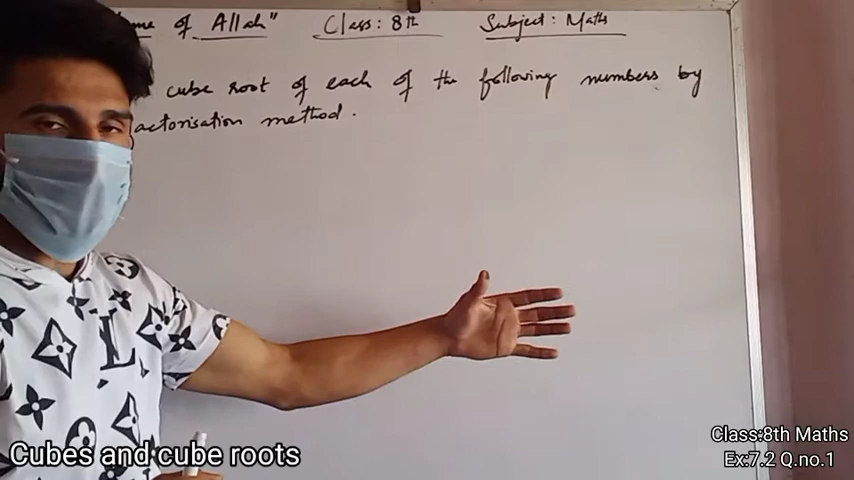 of Allah" Class: 8th Subject: Maths
cube root of each of the following numbers by
actorisation method.
Cubes and cube roots
Class:8th Maths
Ex:7.2 Q.no.1